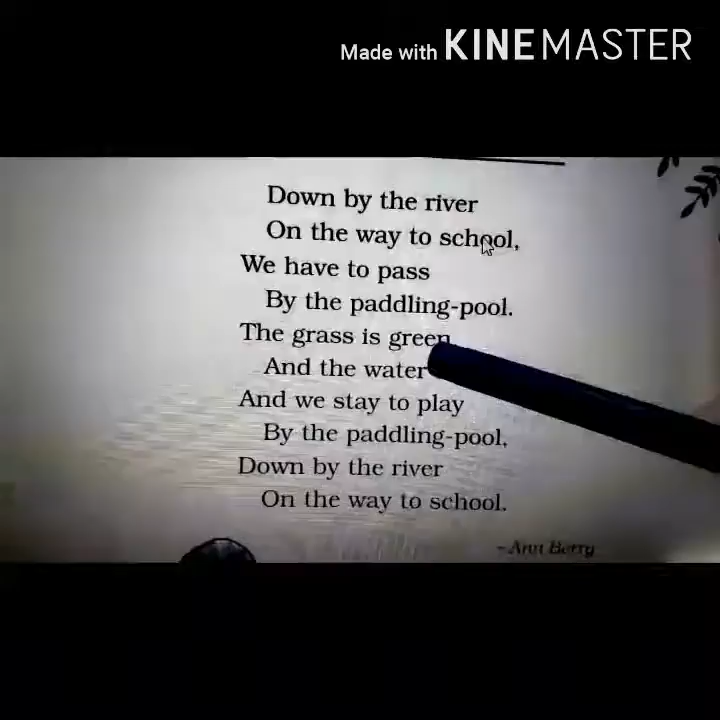 Made with KINEMASTER
Down by the river
On the way to school,
We have to pass
By the paddling-pool.
The grass is green
And the water
And we stay to play
By the paddling-pool,
Down by the river
On the way to school.
- Ann Berry